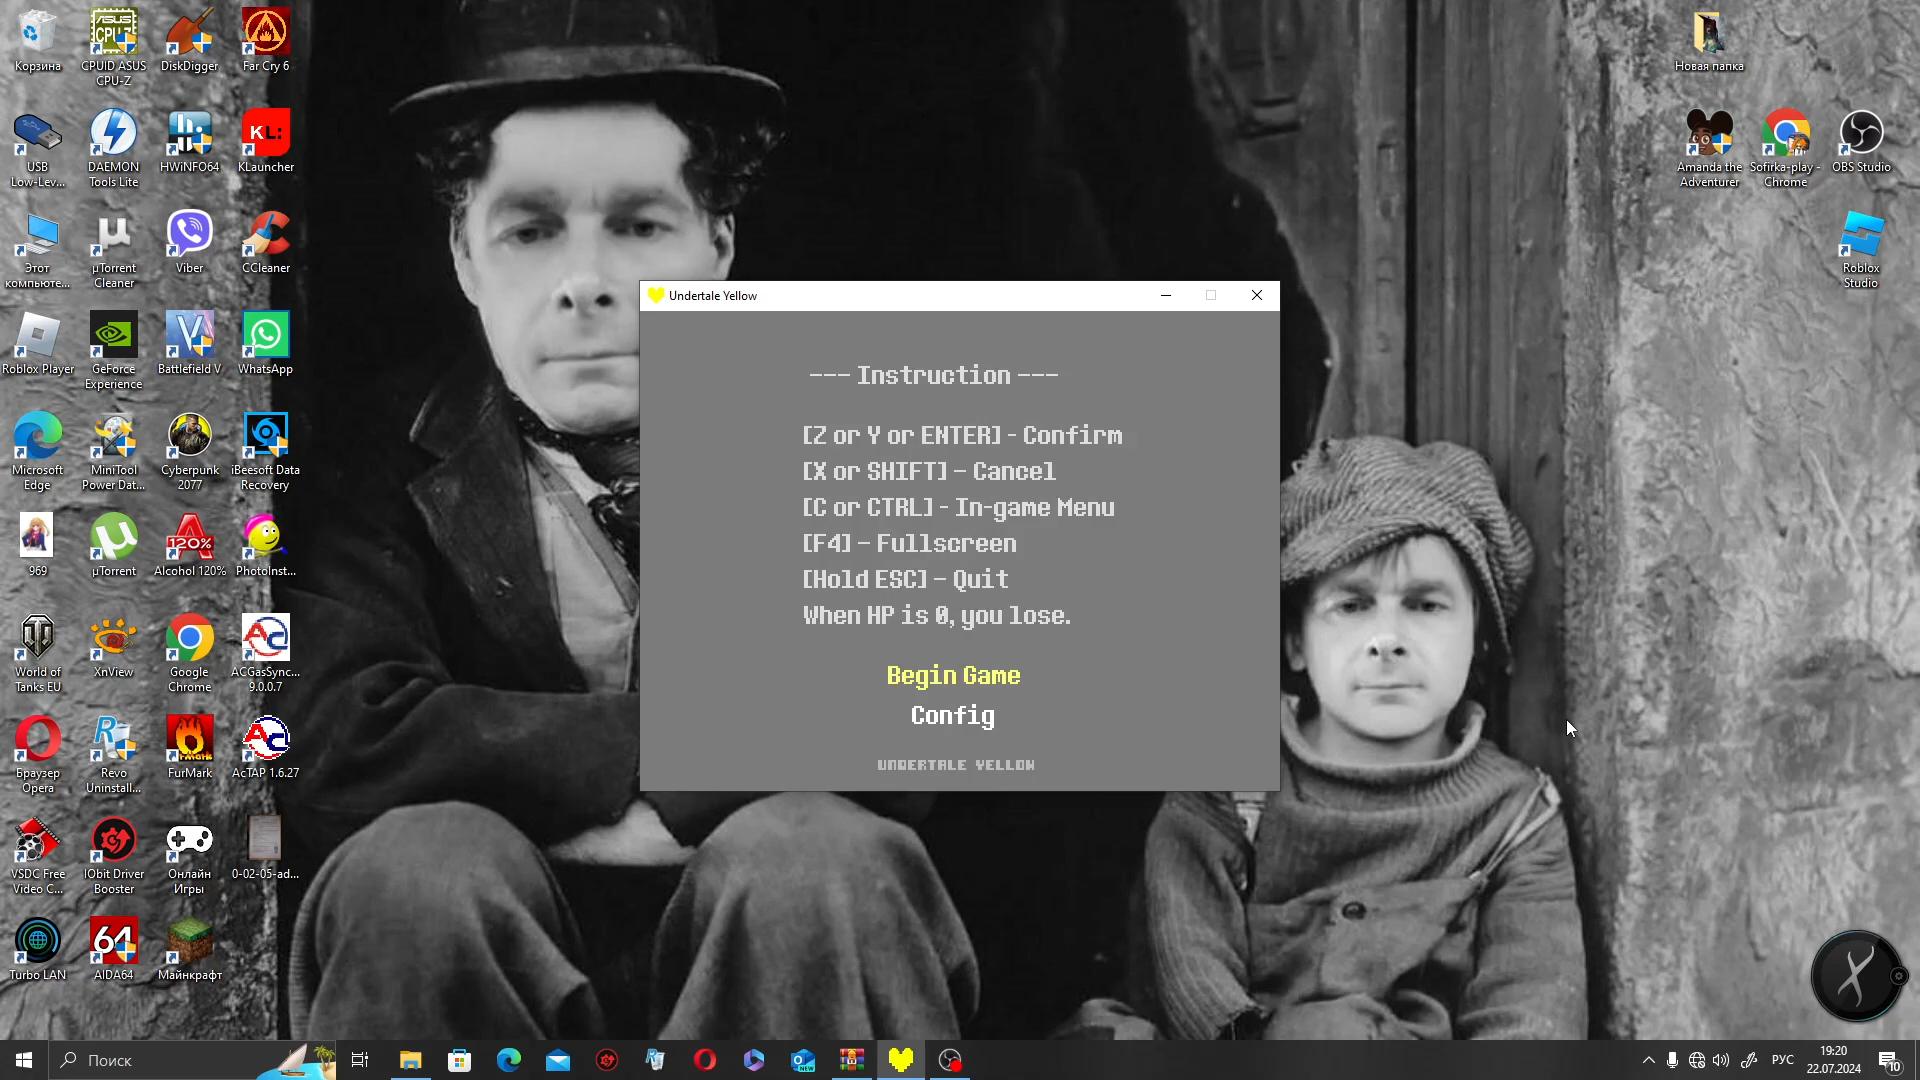 Корзина
CPUID ASUS
CPU-Z
DiskDigger
Far Cry 6
USB
Low-Lev...
DAEMON
Tools Lite
HWiNFO64
KL:
KLauncher
Этот
компьюте...
µTorrent
Cleaner
Viber
CCleaner
Roblox Player
GeForce
Experience
Battlefield V
WhatsApp
Microsoft
Edge
MiniTool
Power Dat...
Cyberpunk
2077
iBeesoft Data
Recovery
969
µTorrent
120%
Alcohol 120%
PhotoInst...
World of
Tanks EU
XnView
Google
Chrome
ACGasSync...
9.0.0.7
Браузер
Opera
Revo
Uninstall...
FurMark
AcTAP 1.6.27
VSDC Free
Video C...
IObit Driver
Booster
Онлайн
Игры
0-02-05-ad...
Turbo LAN
64
AIDA64
Майнкрафт
Undertale Yellow
--- Instruction ---
[Z or Y or ENTER] - Confirm
[X or SHIFT] - Cancel
[C or CTRL] - In-game Menu
[F4] - Fullscreen
[Hold ESC] - Quit
When HP is 0, you lose.
Begin Game
Config
UNDERTALE YELLOW
Новая папка
Amanda the
Adventurer
Sofirka-play -
Chrome
OBS Studio
Roblox
Studio
Поиск
РУС
19:20
22.07.2024
10